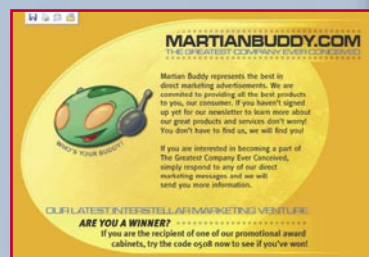 MARTIANBUDDY.COM
THE GREATEST COMPANY EVER CONCEIVED
Martian Buddy represents the best in
direct marketing advertisements. We are
commited to providing all the best products
to you, our consumer. If you haven't signed
up yet for our newsletter to learn more about
our great products and services don't worry!
You don't have to find us, we will find you!
WHO'S YOUR BUDDY?
If you are interested in becoming a part of
The Greatest Company Ever Conceived,
simply respond to any of our direct
marketing messages and we will
send you more information.
OUR LATEST INTERSTELLAR MARKETING VENTURE
ARE YOU A WINNER?
If you are the recipient of one of our promotional award
cabinets, try the code 0508 now to see if you've won!